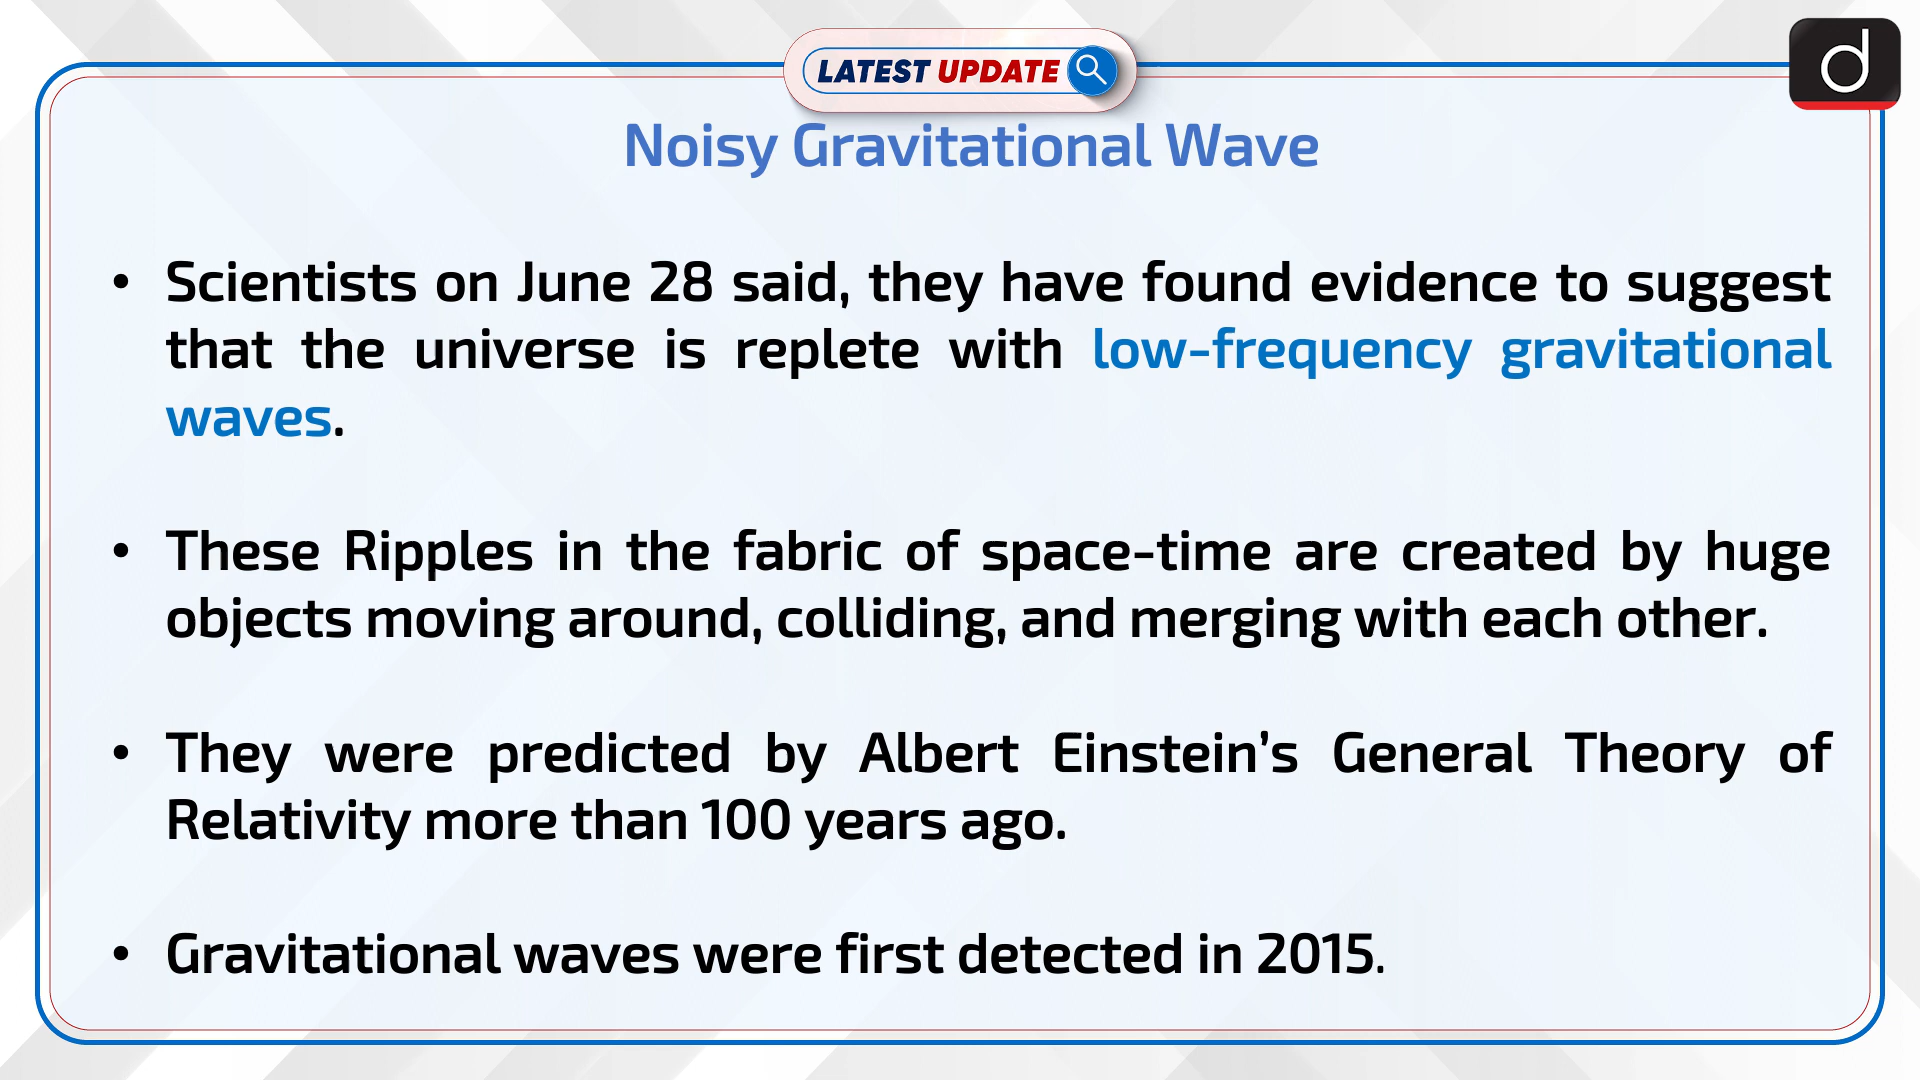 LATEST UPDATE
d
Noisy Gravitational Wave
• Scientists on June 28 said, they have found evidence to suggest
that the universe is replete with low-frequency gravitational
waves.
• These Ripples in the fabric of space-time are created by huge
objects moving around, colliding, and merging with each other.
• They were predicted by Albert Einstein’s General Theory of
Relativity more than 100 years ago.
• Gravitational waves were first detected in 2015.